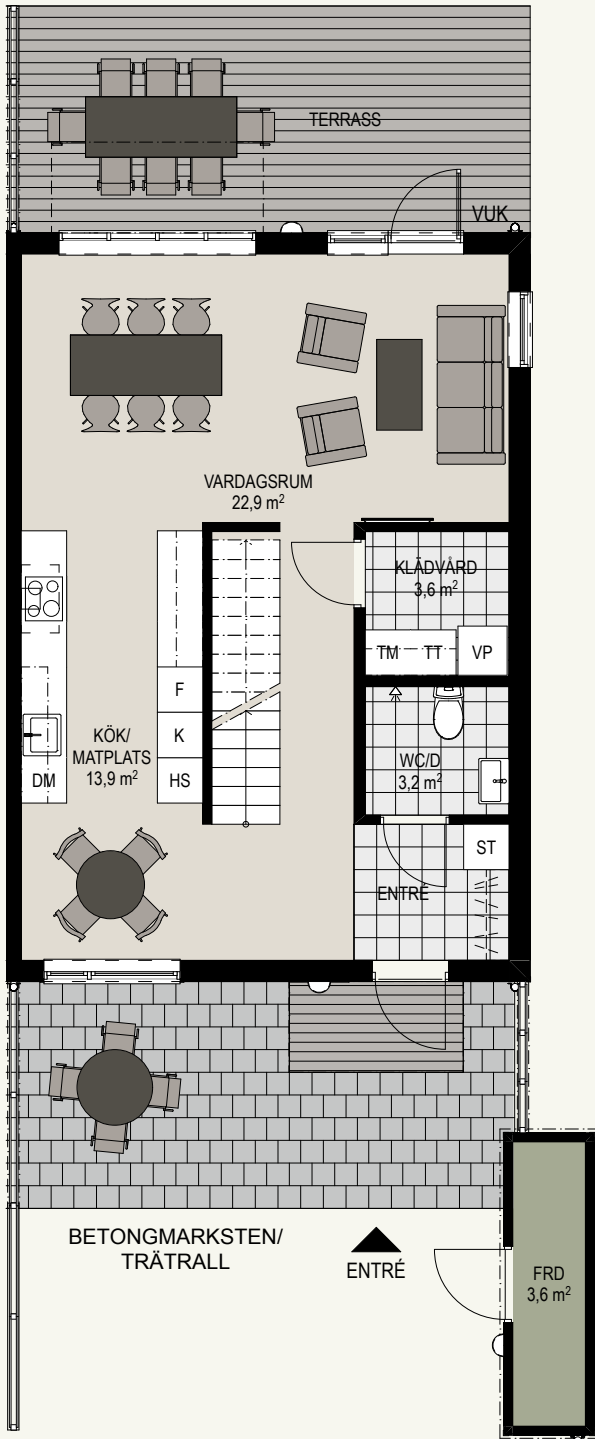 TERRASS
VUK
VARDAGSRUM
22,9 m²
KLÄDVÅRD
3,6 m²
TM TT VP
F
K
HS
KÖK/
MATPLATS
13,9 m²
DM
WC/D
3,2 m²
ST
ENTRÉ
BETONGMARKSTEN/
TRÄTRALL
ENTRÉ
FRD
3,6 m²